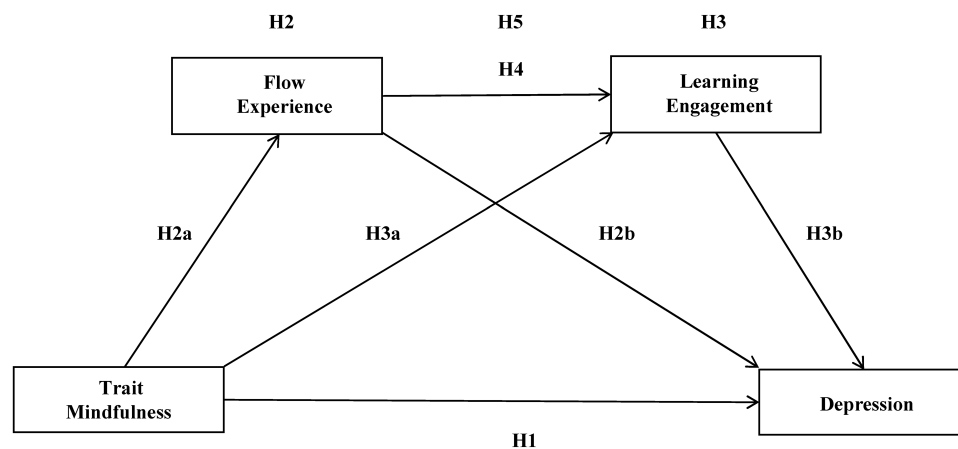 H2
H5
H3
Flow
Experience
H4
Learning
Engagement
H2a
H3a
H2b
H3b
Trait
Mindfulness
Depression
H1